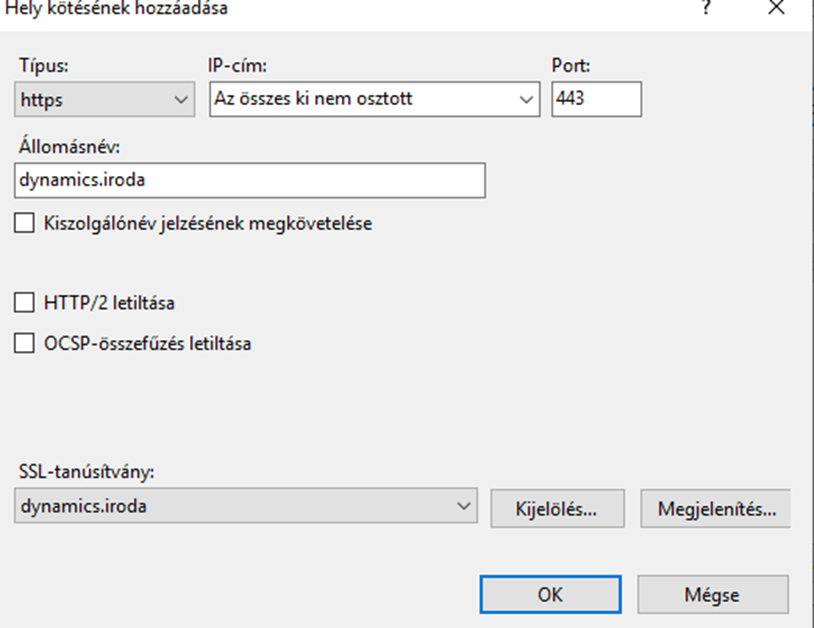 Hely kötésének hozzáadása
Típus:
IP-cím:
Port:
https
Az összes ki nem osztott
443
Állomásnév:
dynamics.iroda
Kiszolgálónév jelzésének megkövetelése
HTTP/2 letiltása
OCSP-összefűzés letiltása
SSL-tanúsítvány:
dynamics.iroda
Kijelölés...
Megjelenítés...
OK
Mégse